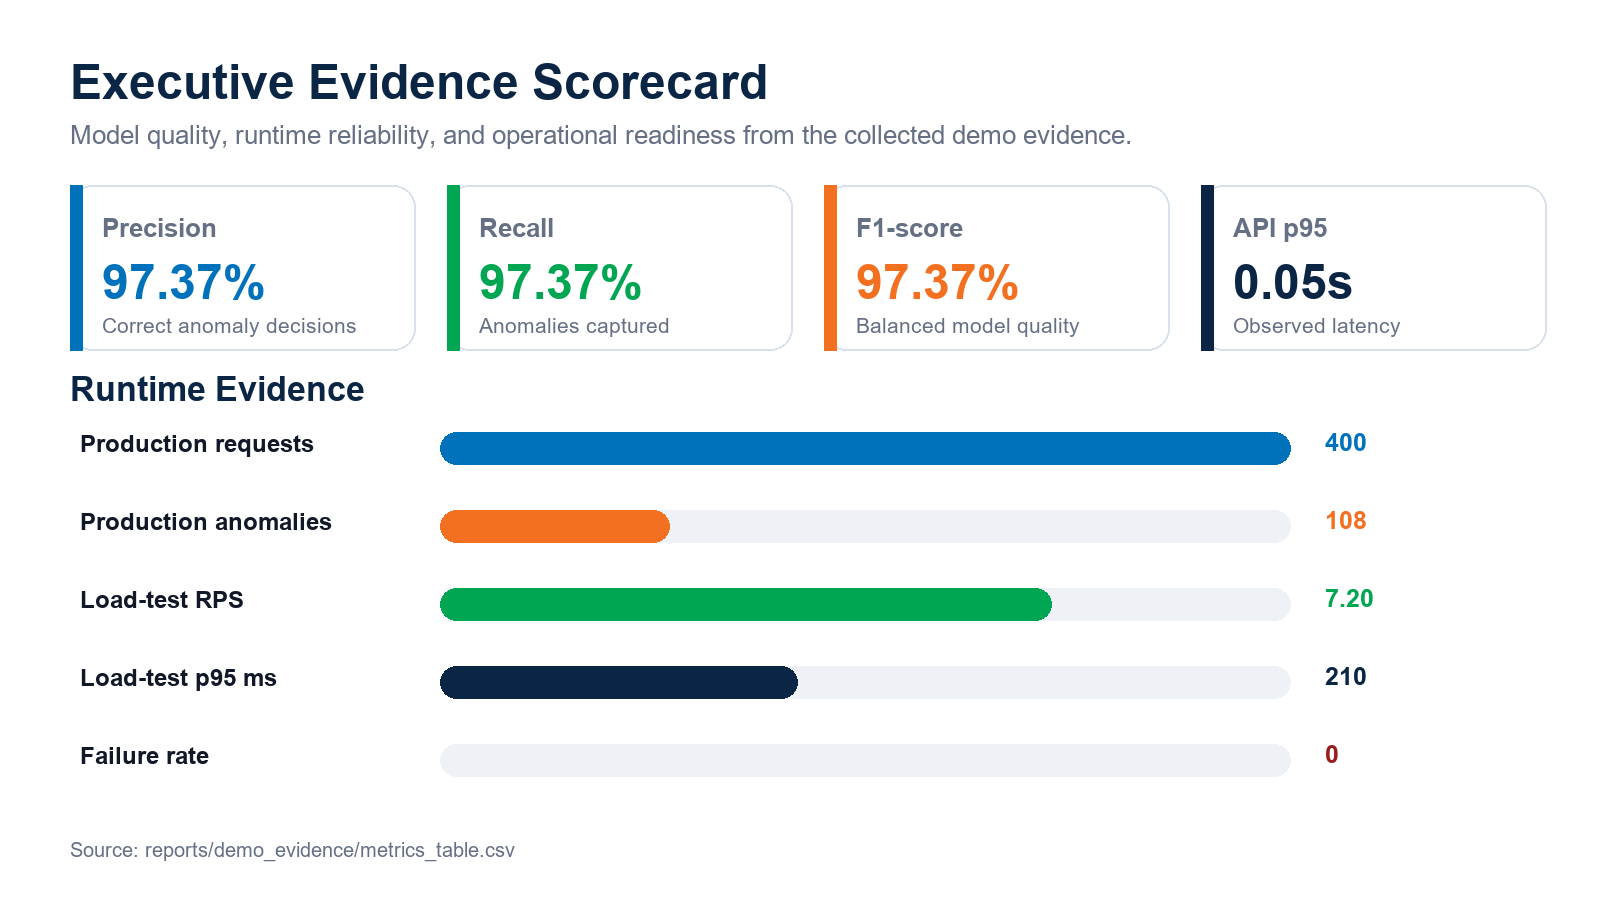 Executive Evidence Scorecard
Model quality, runtime reliability, and operational readiness from the collected demo evidence.
Precision
97.37%
Correct anomaly decisions
Recall
97.37%
Anomalies captured
F1-score
97.37%
Balanced model quality
API p95
0.05s
Observed latency
Runtime Evidence
Production requests 400
Production anomalies 108
Load-test RPS 7.20
Load-test p95 ms 210
Failure rate 0
Source: reports/demo_evidence/metrics_table.csv